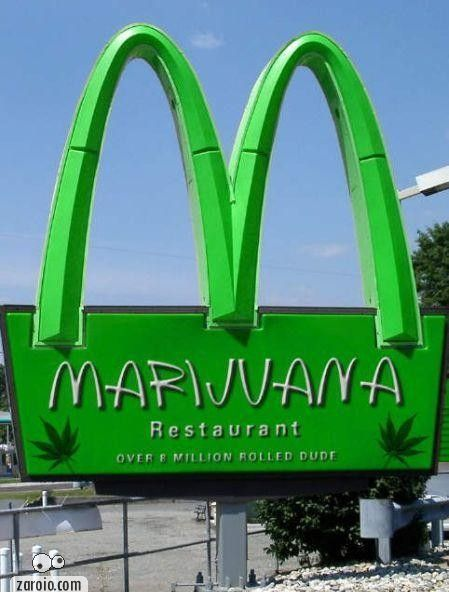 MARIJUANA
Restaurant
OVER 8 MILLION ROLLED DUDE
zaroio.com